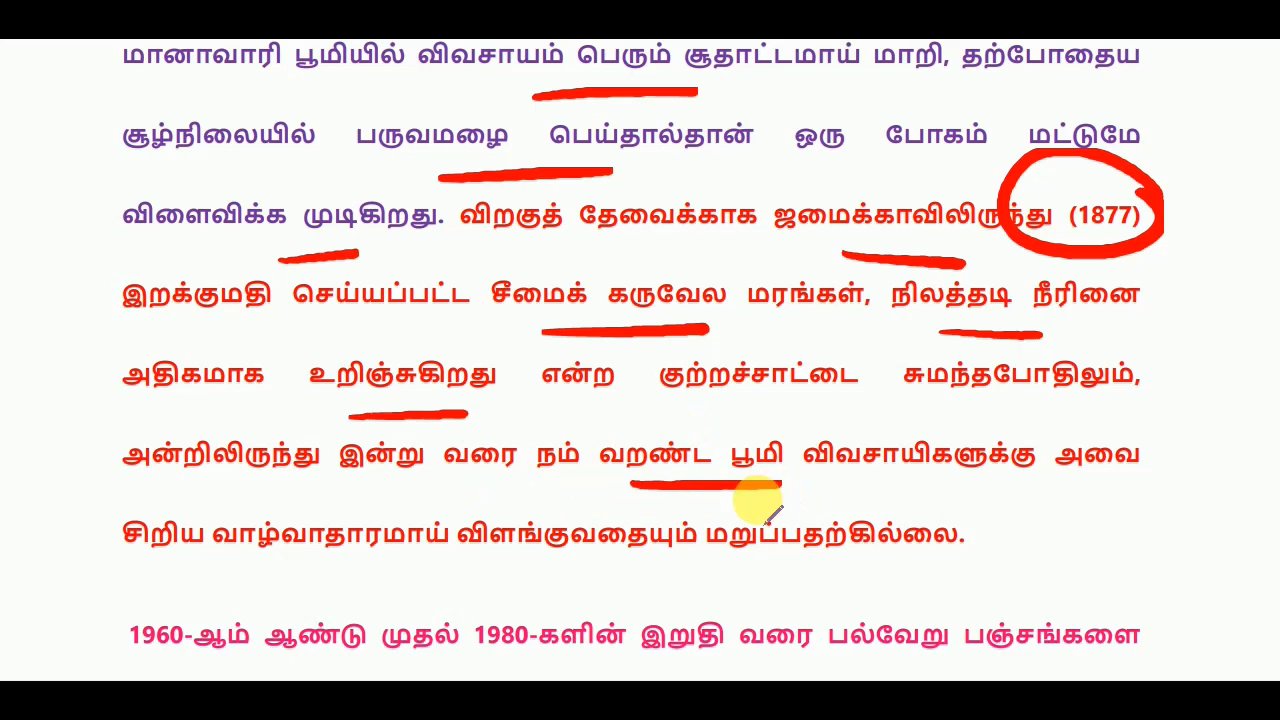 மானாவாரி பூமியில் விவசாயம் பெரும் சூதாட்டமாய் மாறி, தற்போதைய
சூழ்நிலையில் பருவமழை பெய்தால்தான் ஒரு போகம் மட்டுமே
விளைவிக்க முடிகிறது. விறகுத் தேவைக்காக ஜமைக்காவிலிருந்து (1877)
இறக்குமதி செய்யப்பட்ட சீமைக் கருவேல மரங்கள், நிலத்தடி நீரினை
அதிகமாக உறிஞ்சுகிறது என்ற குற்றச்சாட்டை சுமந்தபோதிலும்,
அன்றிலிருந்து இன்று வரை நம் வறண்ட பூமி விவசாயிகளுக்கு அவை
சிறிய வாழ்வாதாரமாய் விளங்குவதையும் மறுப்பதற்கில்லை.
1960-ஆம் ஆண்டு முதல் 1980-களின் இறுதி வரை பல்வேறு பஞ்சங்களை